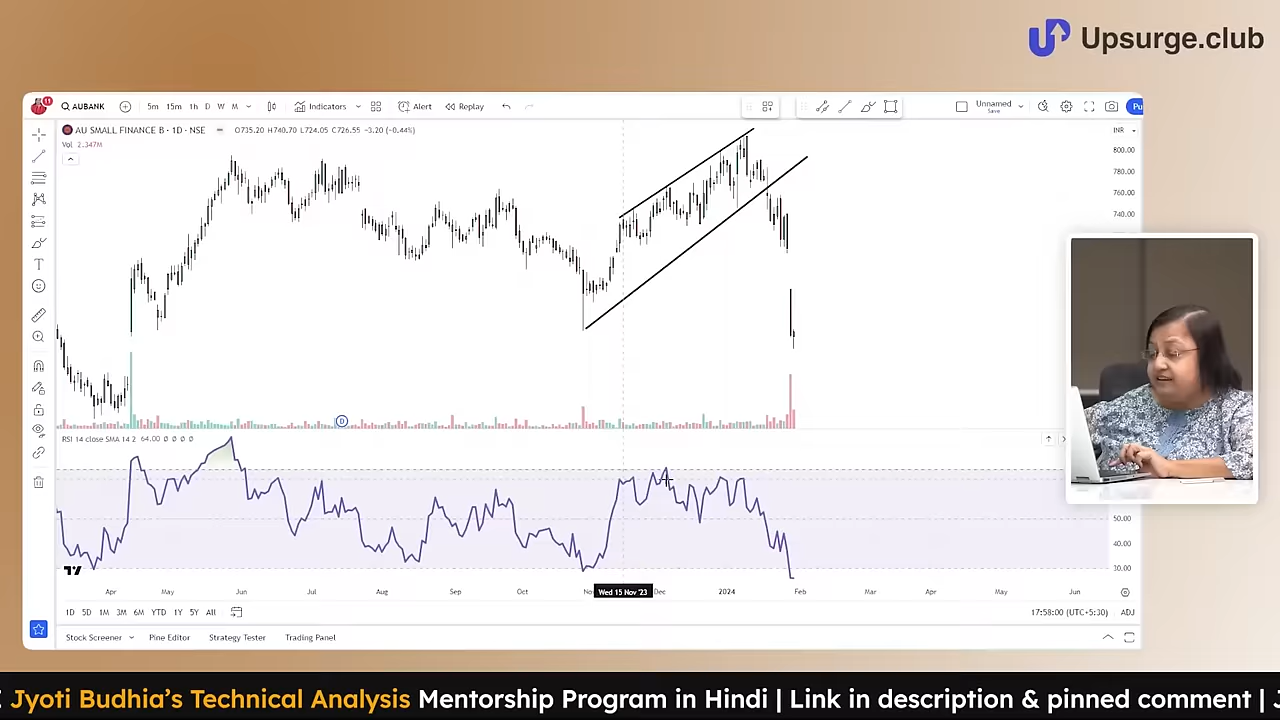 Upsurge.club
11
AUBANK
5m 15m 1h D W M
Indicators
Alert
Replay
Unnamed
Save
Pu
AU SMALL FINANCE B · 1D · NSE
O735.20 H740.70 L724.05 C726.55 −3.20 (−0.44%)
INR
Vol 2.347M
800.00
780.00
760.00
740.00
D
RSI 14 close SMA 14 2 64.00 Ø Ø Ø Ø
50.00
40.00
30.00
Apr May Jun Jul Aug Sep Oct No Wed 15 Nov '23 Dec 2024 Feb Mar Apr May Jun
1D 5D 1M 3M 6M YTD 1Y 5Y All
17:58:00 (UTC+5:30) ADJ
Stock Screener Pine Editor Strategy Tester Trading Panel
Jyoti Budhia's Technical Analysis Mentorship Program in Hindi | Link in description & pinned comment |